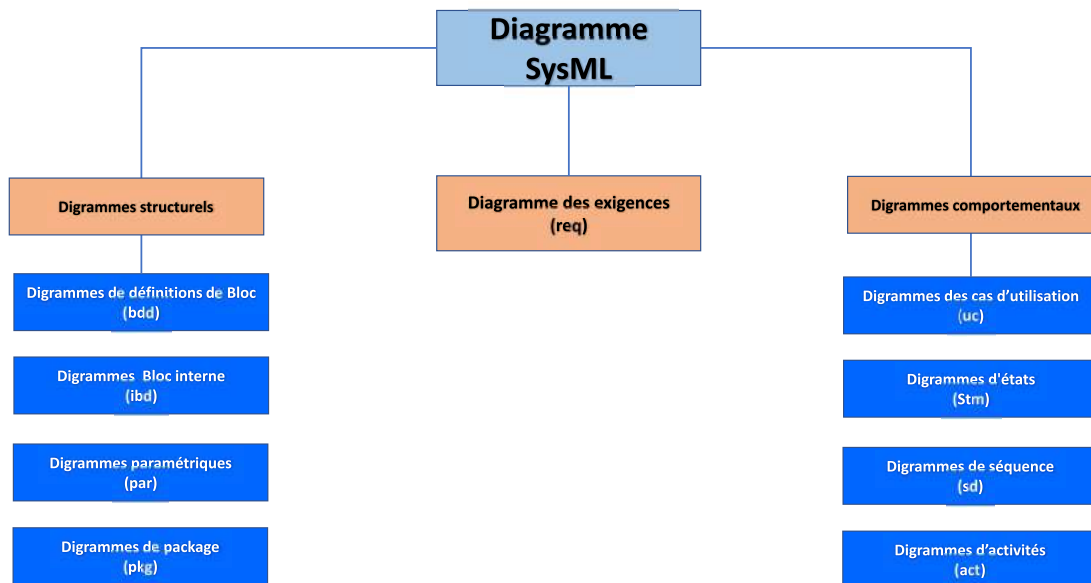 Diagramme
SysML
Digrammes structurels
Diagramme des exigences
(req)
Digrammes comportementaux
Digrammes de définitions de Bloc
(bdd)
Digrammes Bloc interne
(ibd)
Digrammes paramétriques
(par)
Digrammes de package
(pkg)
Digrammes des cas d’utilisation
(uc)
Digrammes d'états
(Stm)
Digrammes de séquence
(sd)
Digrammes d’activités
(act)